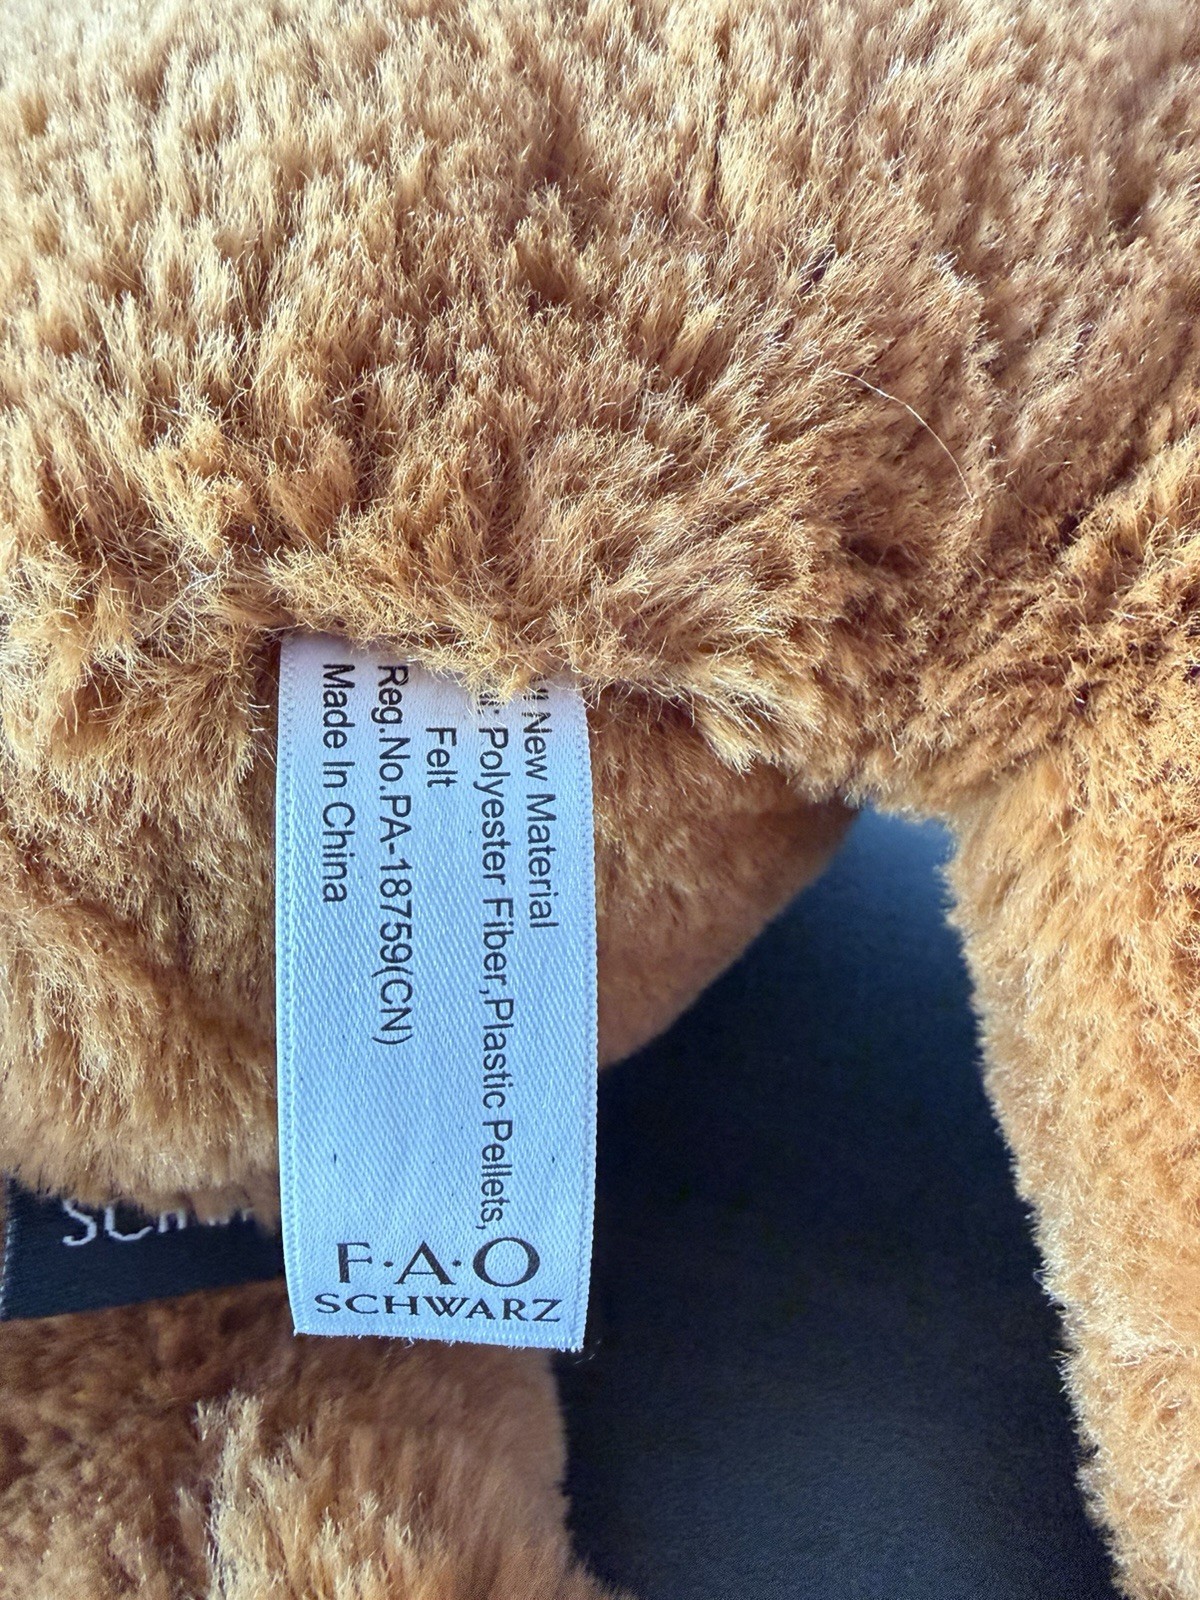 New Material
Polyester Fiber,Plastic Pellets,
Felt
Reg.No.PA-18759(CN)
Made In China
F·A·O
SCHWARZ